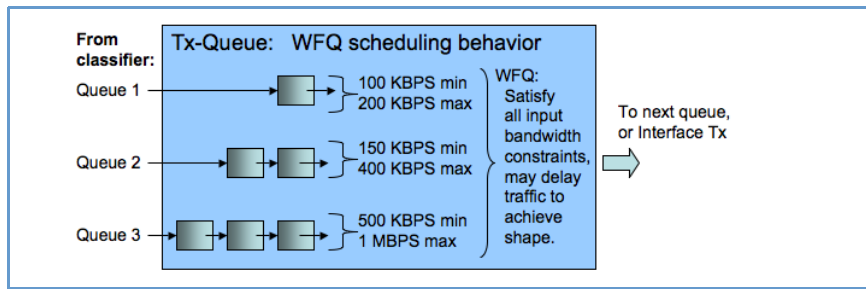 From
classifier:
Tx-Queue: WFQ scheduling behavior
Queue 1
100 KBPS min
200 KBPS max
Queue 2
150 KBPS min
400 KBPS max
Queue 3
500 KBPS min
1 MBPS max
WFQ:
Satisfy
all input
bandwidth
constraints,
may delay
traffic to
achieve
shape.
To next queue,
or Interface Tx